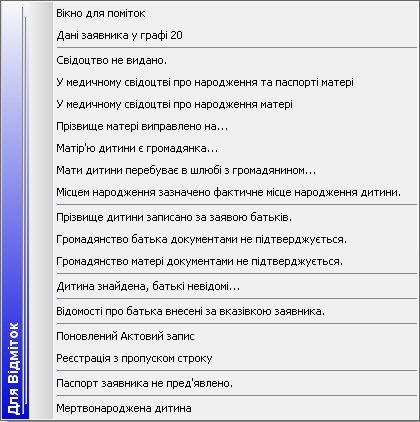 Вікно для поміток
Дані заявника у графі 20
Свідоцтво не видано.
У медичному свідоцтві про народження та паспорті матері
У медичному свідоцтві про народження матері
Прізвище матері виправлено на...
Матір'ю дитини є громадянка...
Мати дитини перебуває в шлюбі з громадянином...
Місцем народження зазначено фактичне місце народження дитини.
Прізвище дитини записано за заявою батьків.
Громадянство батька документами не підтверджується.
Громадянство матері документами не підтверджується.
Дитина знайдена, батькі невідомі...
Відомості про батька внесені за вказівкою заявника.
Поновлений Актовий запис
Реєстрація з пропуском строку
Паспорт заявника не пред'явлено.
Мертвонароджена дитина
Для Відміток